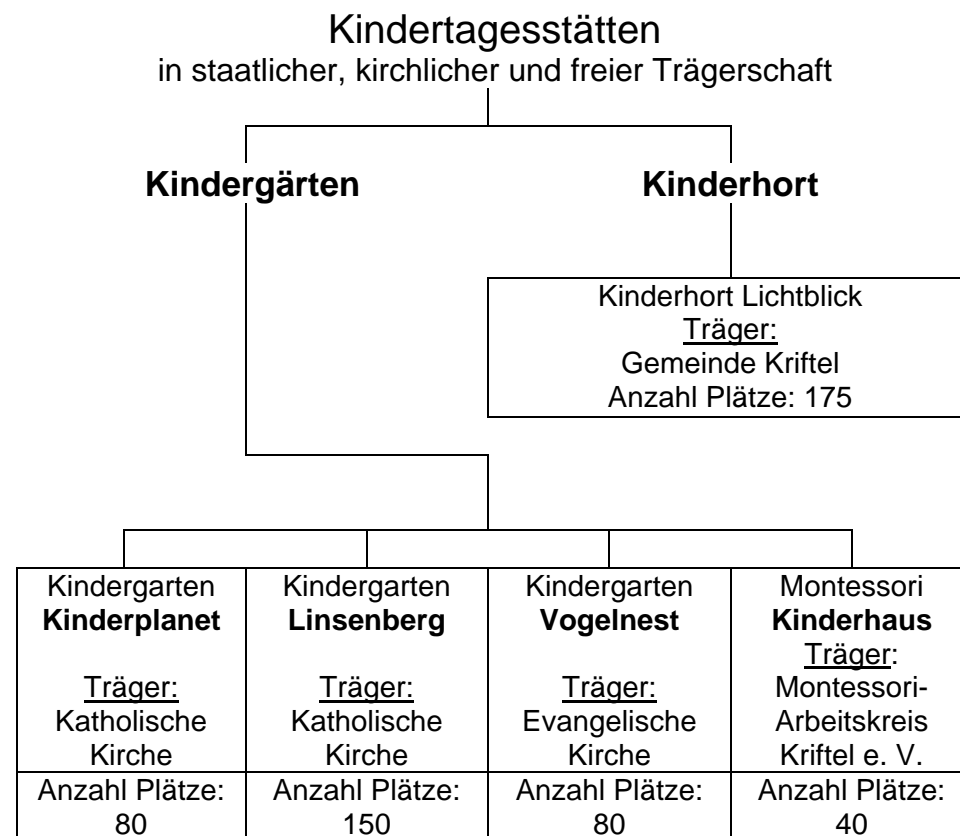 Kindertagesstätten
in staatlicher, kirchlicher und freier Trägerschaft
Kindergärten
Kinderhort
Kinderhort Lichtblick
Träger:
Gemeinde Kriftel
Anzahl Plätze: 175
Kindergarten
Kinderplanet
Träger:
Katholische
Kirche
Anzahl Plätze:
80
Kindergarten
Linsenberg
Träger:
Katholische
Kirche
Anzahl Plätze:
150
Kindergarten
Vogelnest
Träger:
Evangelische
Kirche
Anzahl Plätze:
80
Montessori
Kinderhaus
Träger:
Montessori-
Arbeitskreis
Kriftel e. V.
Anzahl Plätze:
40